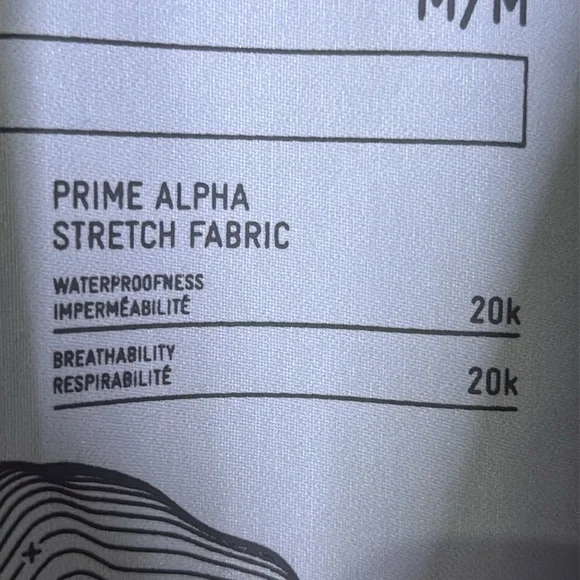 M/M
PRIME ALPHA
STRETCH FABRIC
WATERPROOFNESS
IMPERMÉABILITÉ 20k
BREATHABILITY
RESPIRABILITÉ 20k